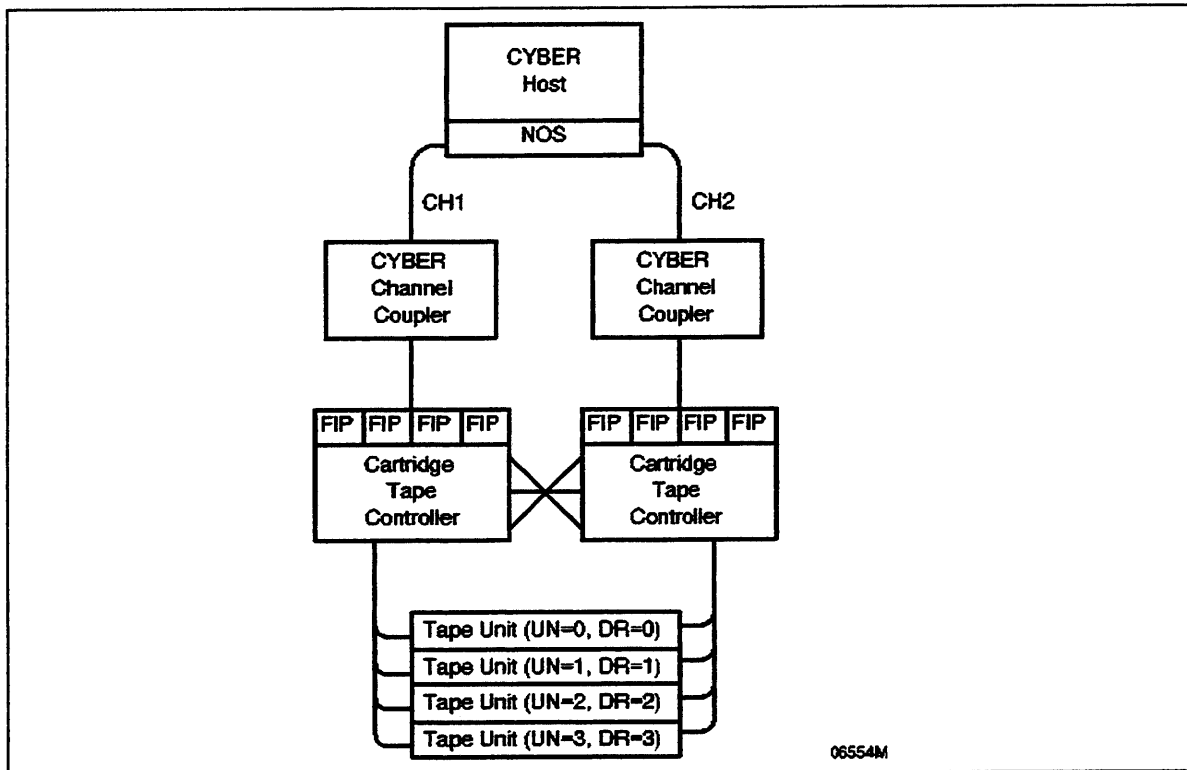 CYBER
Host
NOS
CH1
CH2
CYBER
Channel
Coupler
CYBER
Channel
Coupler
FIP FIP FIP FIP
FIP FIP FIP FIP
Cartridge
Tape
Controller
Cartridge
Tape
Controller
Tape Unit (UN=0, DR=0)
Tape Unit (UN=1, DR=1)
Tape Unit (UN=2, DR=2)
Tape Unit (UN=3, DR=3)
06554M